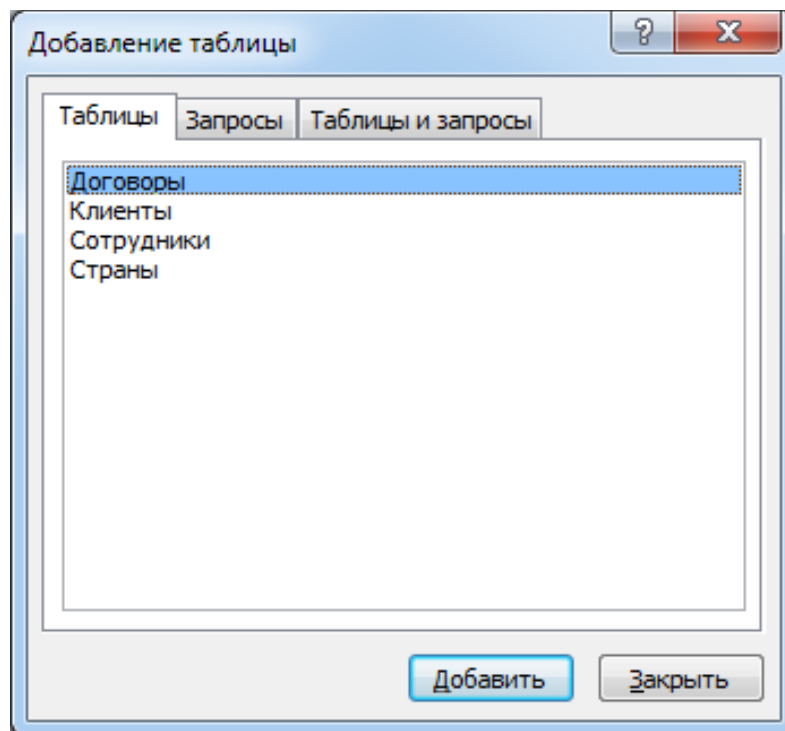 Добавление таблицы
Таблицы Запросы Таблицы и запросы
Договоры
Клиенты
Сотрудники
Страны
Добавить Закрыть